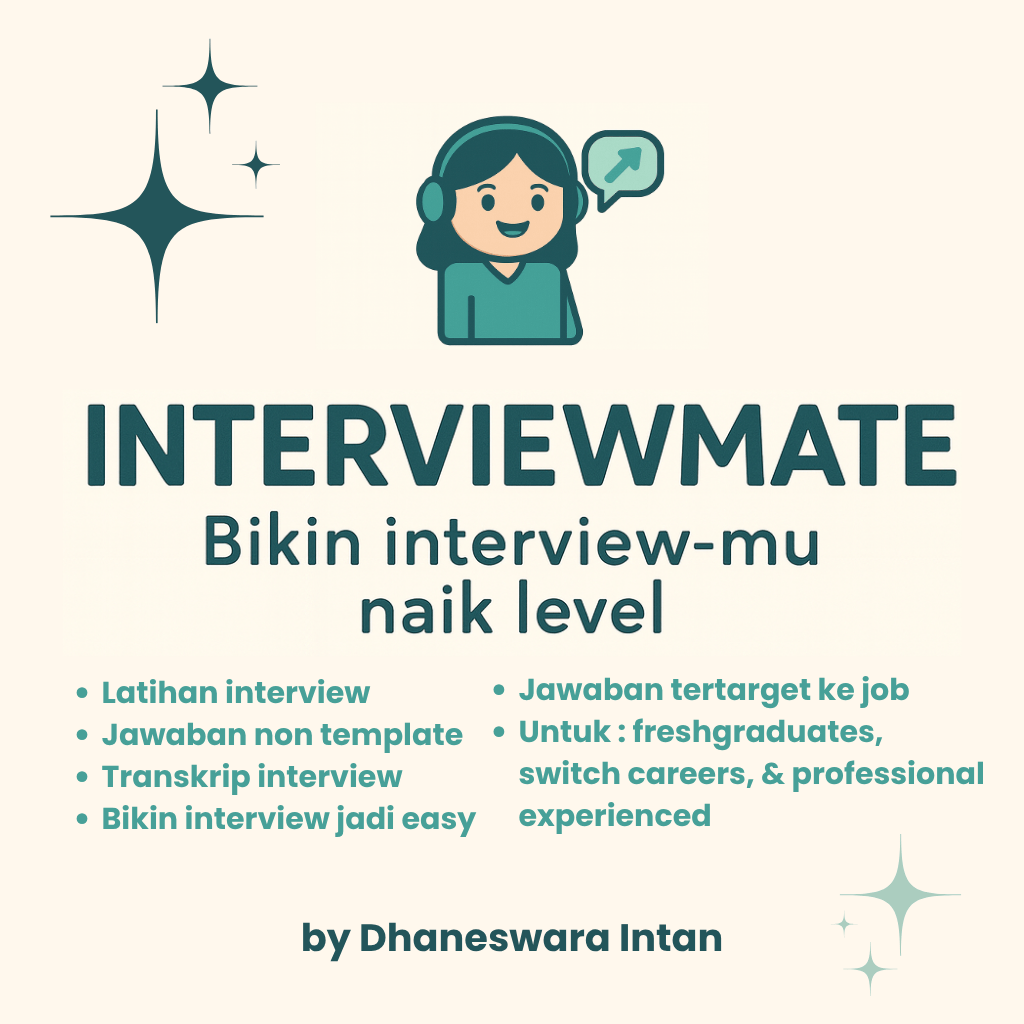 INTERVIEWMATE
Bikin interview-mu
naik level
• Latihan interview
• Jawaban non template
• Transkrip interview
• Bikin interview jadi easy
• Jawaban tertarget ke job
• Untuk : freshgraduates,
switch careers, & professional
experienced
by Dhaneswara Intan